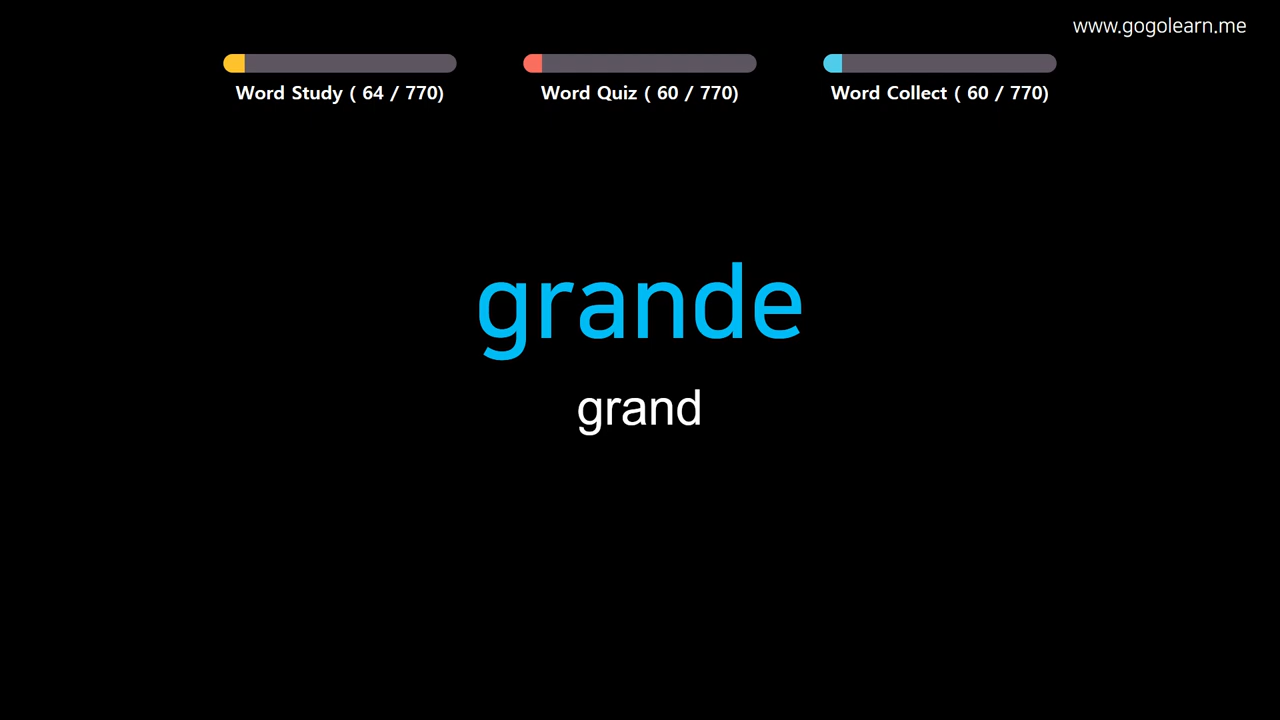 www.gogolearn.me
Word Study ( 64 / 770)
Word Quiz ( 60 / 770)
Word Collect ( 60 / 770)
grande
grand